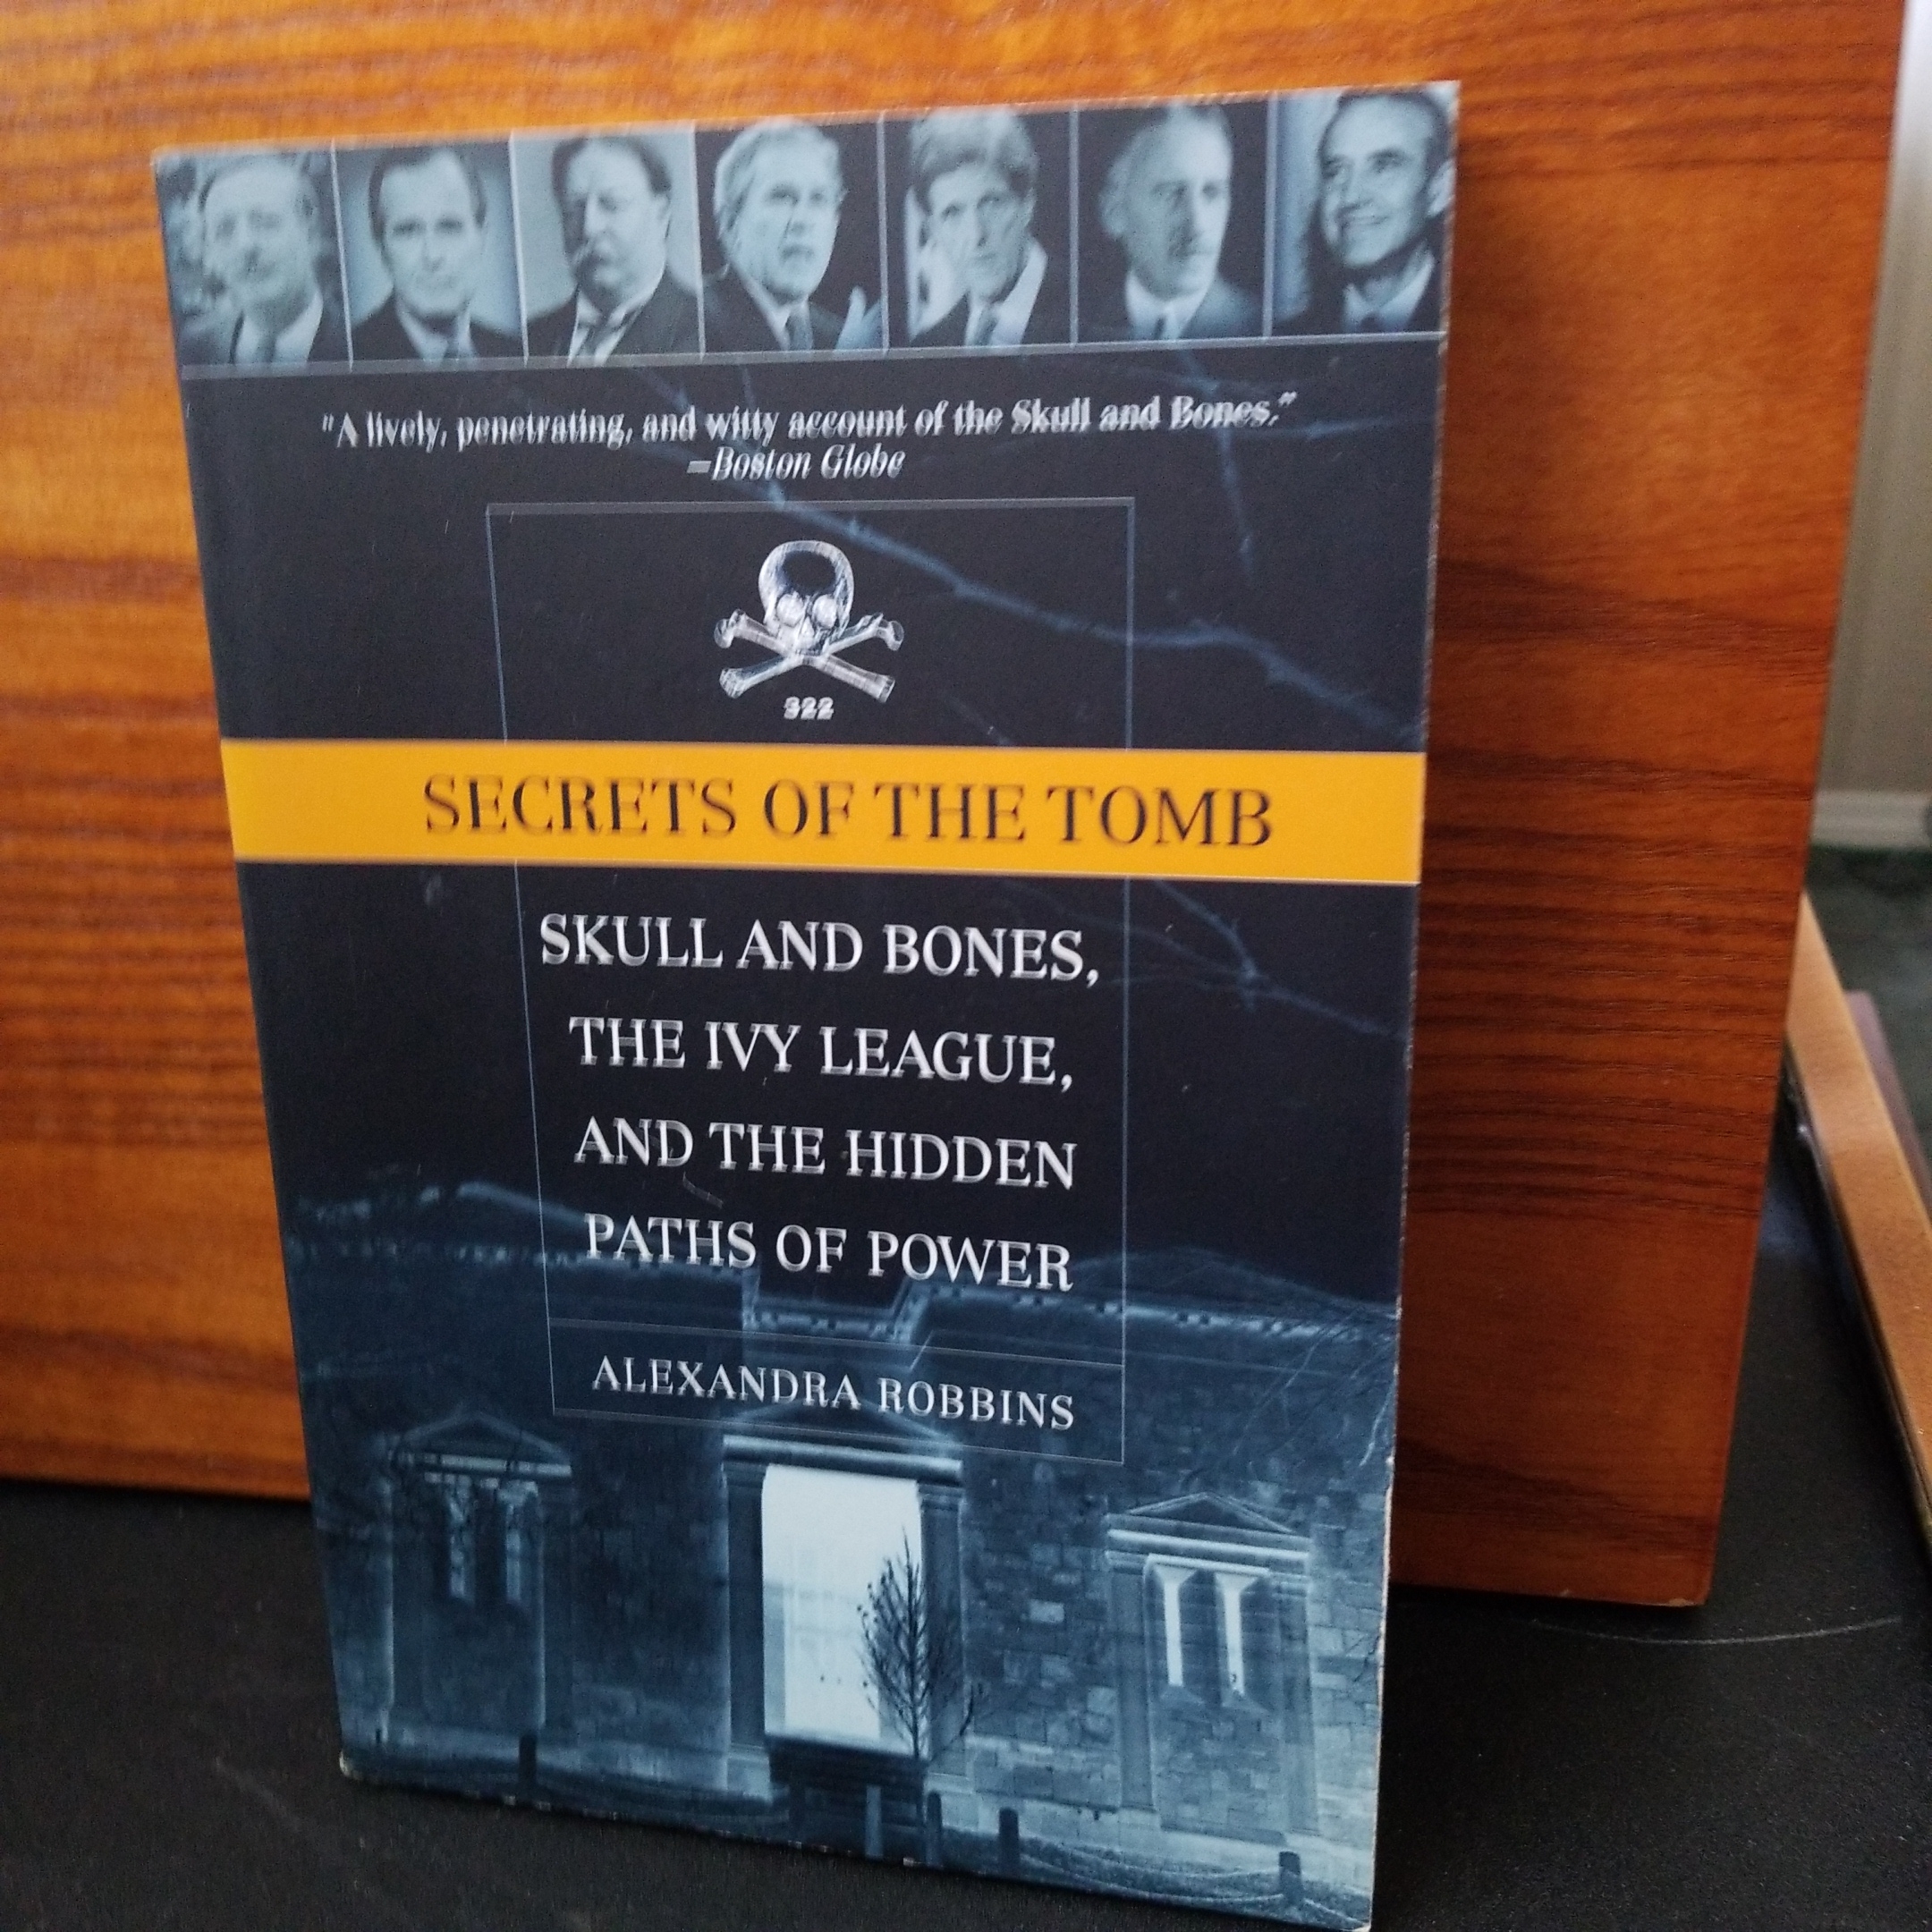 "A lively, penetrating, and witty account of the Skull and Bones."
—Boston Globe
322
SECRETS OF THE TOMB
SKULL AND BONES,
THE IVY LEAGUE,
AND THE HIDDEN
PATHS OF POWER
ALEXANDRA ROBBINS